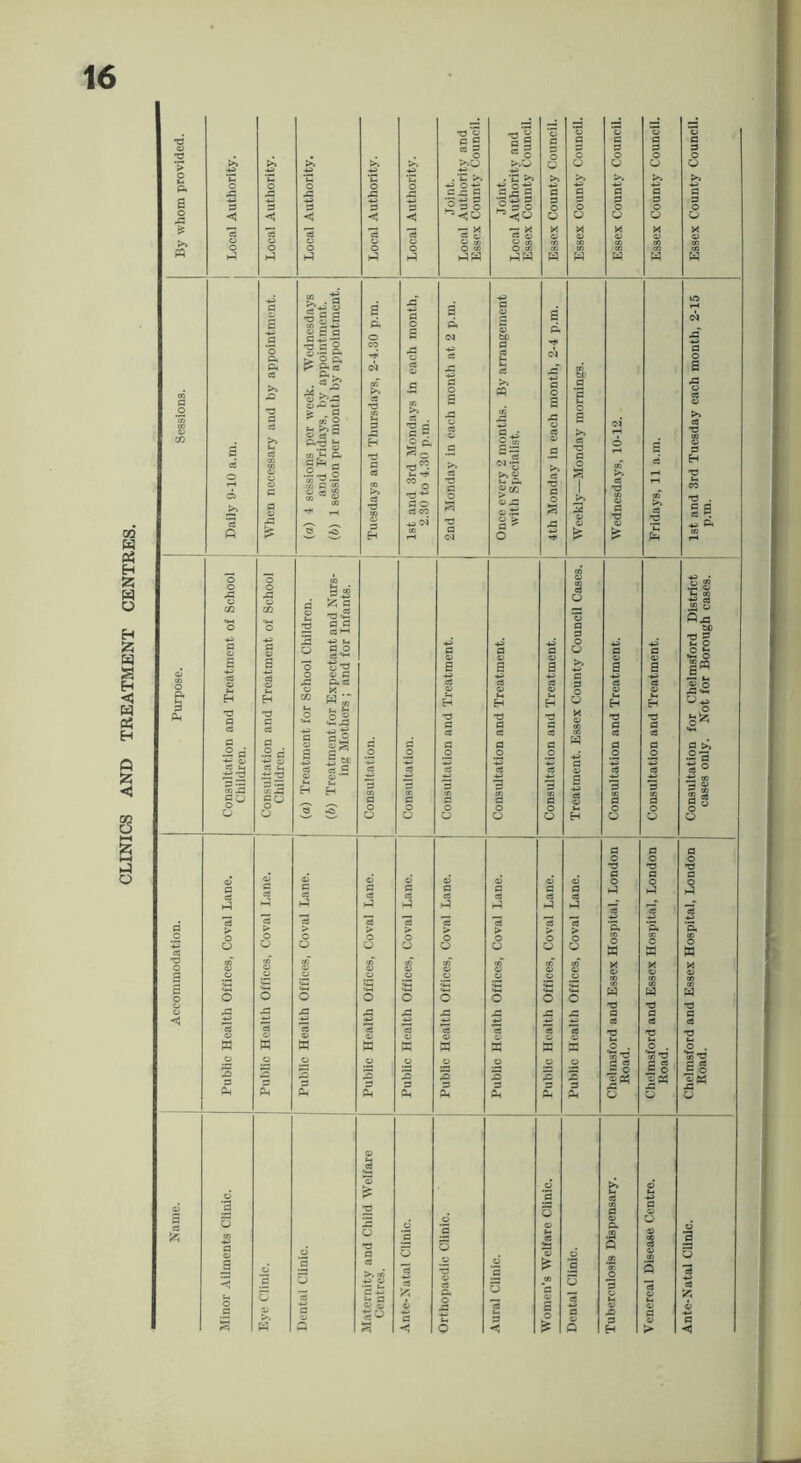 16
CLINICS AND TREATMENT CENTRES.
Name. Accommodation. Purpose. Sessions. By whom provided.
Minor Ailments Clinic. Public Health Offices, Coval Lane. Consultation and Treatment of School Children. Daily 9-10 a.m. Local Authority.
Eye Clinic. Public Health Offices, Coval Lane. Consultation and Treatment of School Children. When necessary and by appointment. Local Authority.
Dental Clinic. Public Health Offices, Coval Lane. (a) Treatment for School Children. (a) 4 sessions per week. Wednesdays and Fridays, by appointment. Local Authority.
(b) Treatment for Expectant and Nursing Mothers ; and for Infants. (b) 1 session per month by appointment.
Maternity and Child Welfare Centres. Public Health Offices, Coval Lane. Consultation. Tuesdays and Thursdays, 2-4.30 p.m. Local Authority.
Ante-Natal Clinic. Public Health Offices, Coval Lane. Consultation. 1st and 3rd Mondays in each month, 2.30 to 4.30 p.m. Local Authority.
Orthopaedic Clinic. Public Health Offices, Coval Lane. Consultation and Treatment. 2nd Monday in each month at 2 p.m. Joint. Local Authority and Essex County Council.
Aural Clinic. Public Health Offices, Coval Lane. Consultation and Treatment. Once every 2 months. By arrangement with Specialist. Joint. Local Authority and Essex County Council.
Women's Welfare Clinic. Public Health Offices, Coval Lane. Consultation and Treatment. 4th Monday in each month, 2-4 p.m. Essex County Council.
Dental Clinic. Public Health Offices, Coval Lane. Treatment. Essex County Council Cases. Weekly—Monday mornings. Essex County Council.
Tuberculosis Dispensary. Chelmsford and Essex Hospital, London Road. Consultation and Treatment. Wednesdays, 10-12. Essex County Council.
Venereal Disease Centre. Chelmsford and Essex Hospital, London Road. Consultation and Treatment. Fridays, 11 a.m. Essex County Council.
Ante-Natal Clinic. Chelmsford and Essex Hospital, London Road. Consultation for Chelmsford District cases only. Not for Borough cases. 1st and 3rd Tuesday each month, 2-15 p.m. Essex County Council.